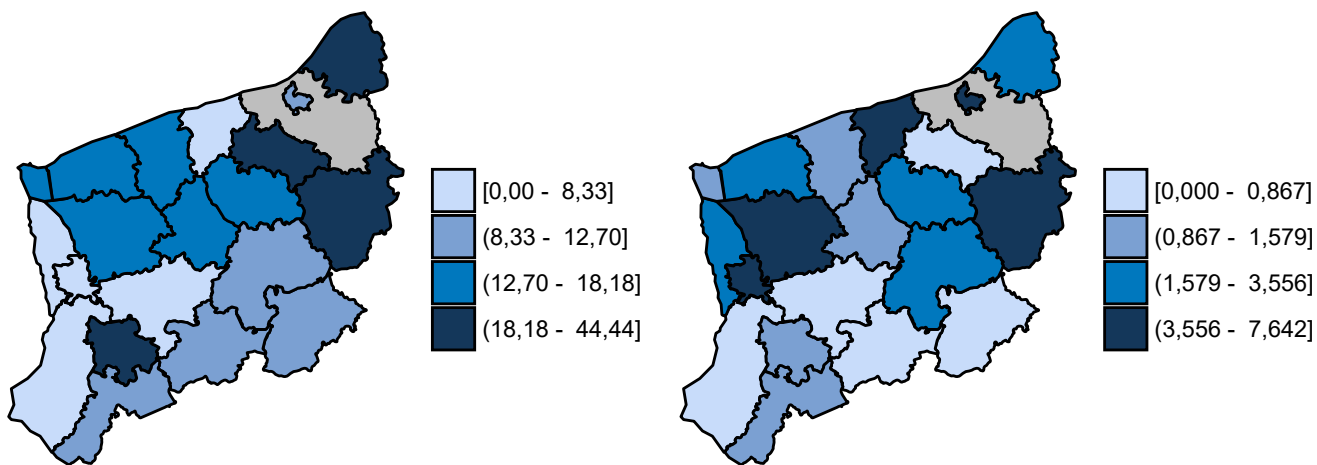 [0,00 - 8,33]
(8,33 - 12,70]
(12,70 - 18,18]
(18,18 - 44,44]
[0,000 - 0,867]
(0,867 - 1,579]
(1,579 - 3,556]
(3,556 - 7,642]